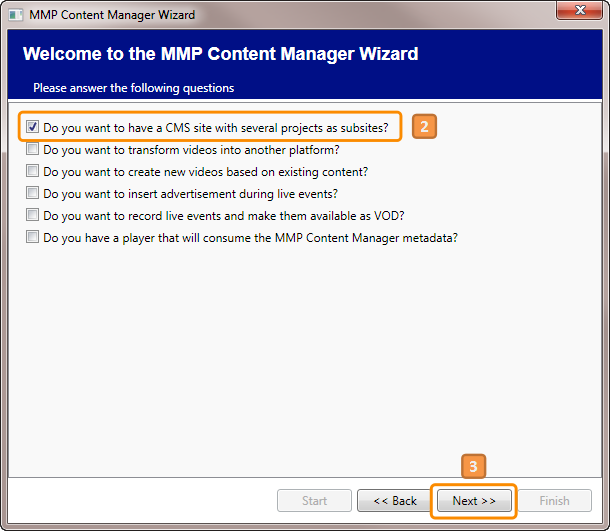 MMP Content Manager Wizard
Welcome to the MMP Content Manager Wizard
Please answer the following questions
Do you want to have a CMS site with several projects as subsites?
2
Do you want to transform videos into another platform?
Do you want to create new videos based on existing content?
Do you want to insert advertisement during live events?
Do you want to record live events and make them available as VOD?
Do you have a player that will consume the MMP Content Manager metadata?
3
Start << Back Next >> Finish